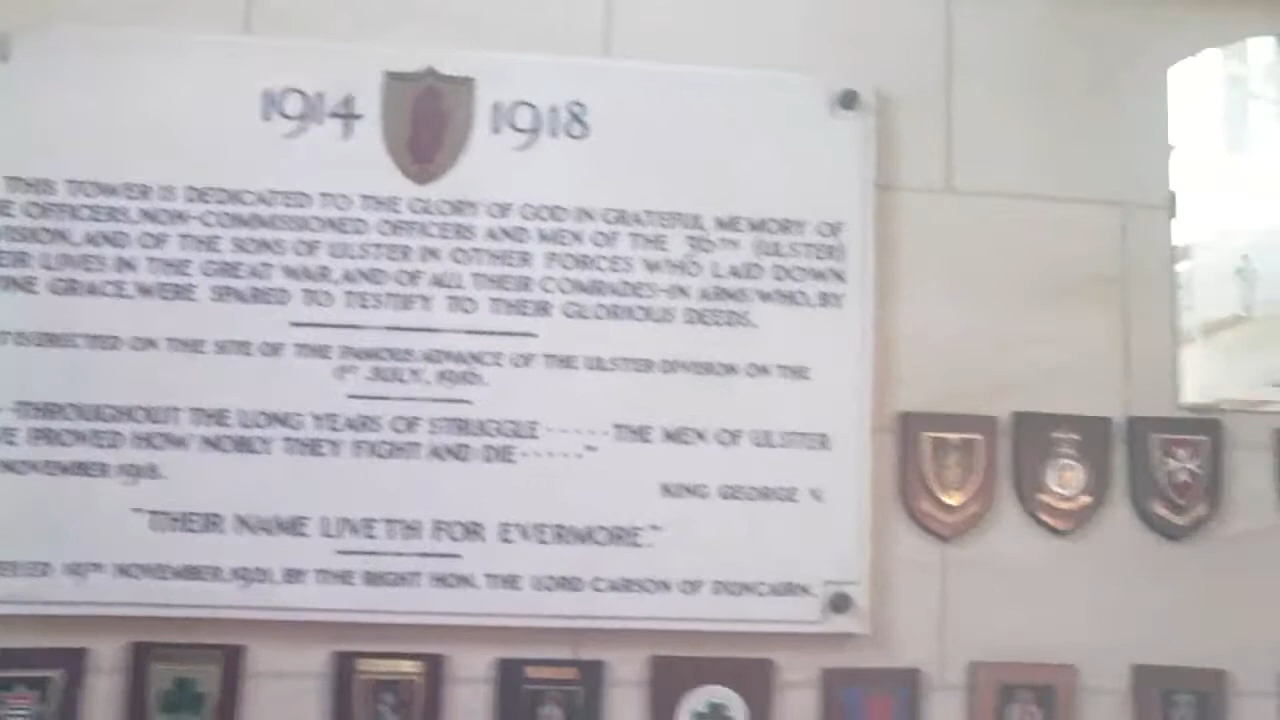 1914 1918
THIS TOWER IS DEDICATED TO THE GLORY OF GOD IN GRATEFUL MEMORY OF
OFFICERS, NON-COMMISSIONED OFFICERS AND MEN OF THE 36TH (ULSTER)
AND OF THE SONS OF ULSTER IN OTHER FORCES WHO LAID DOWN
LIVES IN THE GREAT WAR, AND OF ALL THEIR COMRADES-IN ARMS WHO, BY
GRACE, WERE SPARED TO TESTIFY TO THEIR GLORIOUS DEEDS.
ON THE SITE OF THE FAMOUS ADVANCE OF THE ULSTER DIVISION ON THE
1ST JULY, 1916.
THROUGHOUT THE LONG YEARS OF STRUGGLE ····· THE MEN OF ULSTER
PROVED HOW NOBLY THEY FIGHT AND DIE ·····"
NOVEMBER 1918.
KING GEORGE V.
"THEIR NAME LIVETH FOR EVERMORE."
19TH NOVEMBER, 1921, BY THE RIGHT HON. THE LORD CARSON OF DUNCAIRN.